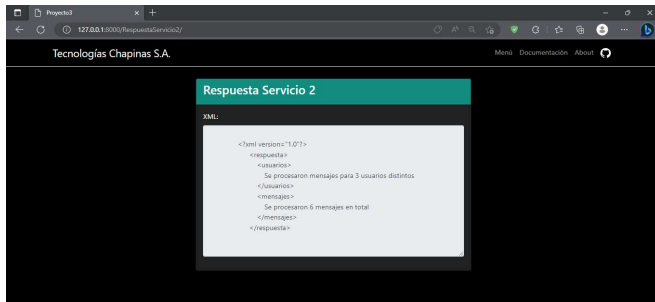 Proyecto3
127.0.0.1:8000/RespuestaServicio2/
Tecnologías Chapinas S.A.
Menú Documentación About
Respuesta Servicio 2
XML:
<?xml version="1.0"?>
<respuesta>
<usuarios>
Se procesaron mensajes para 3 usuarios distintos
</usuarios>
<mensajes>
Se procesaron 6 mensajes en total
</mensajes>
</respuesta>